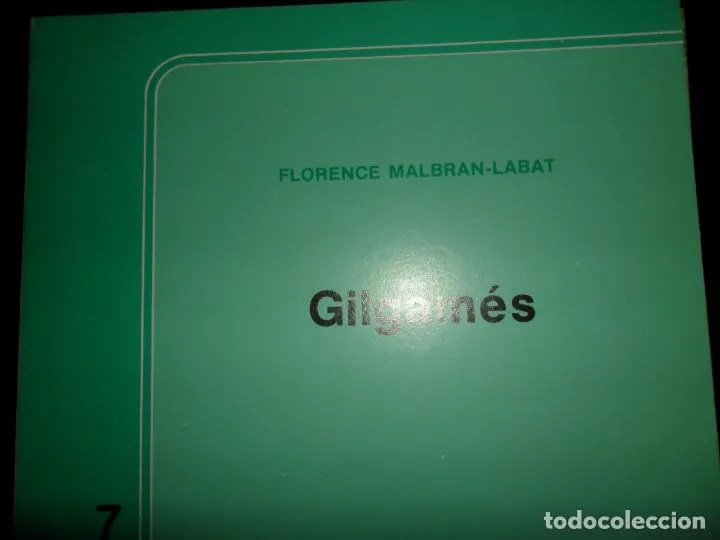 FLORENCE MALBRAN-LABAT
Gilgamés
7
todocoleccion